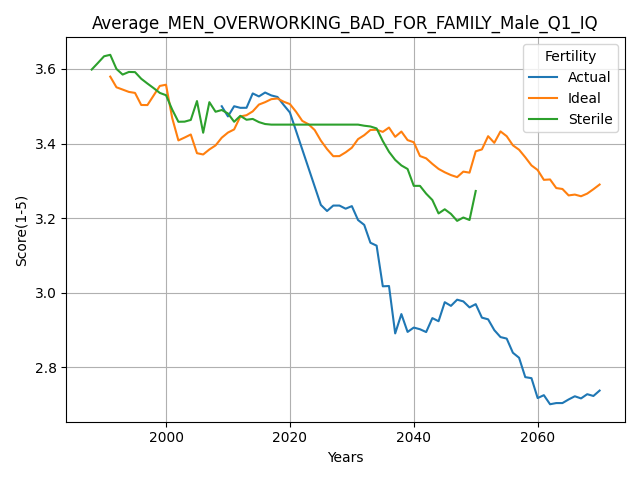 Average_MEN_OVERWORKING_BAD_FOR_FAMILY_Male_Q1_IQ
Fertility
Actual
Ideal
Sterile
Score(1-5)
3.6
3.4
3.2
3.0
2.8
2000
2020
2040
2060
Years